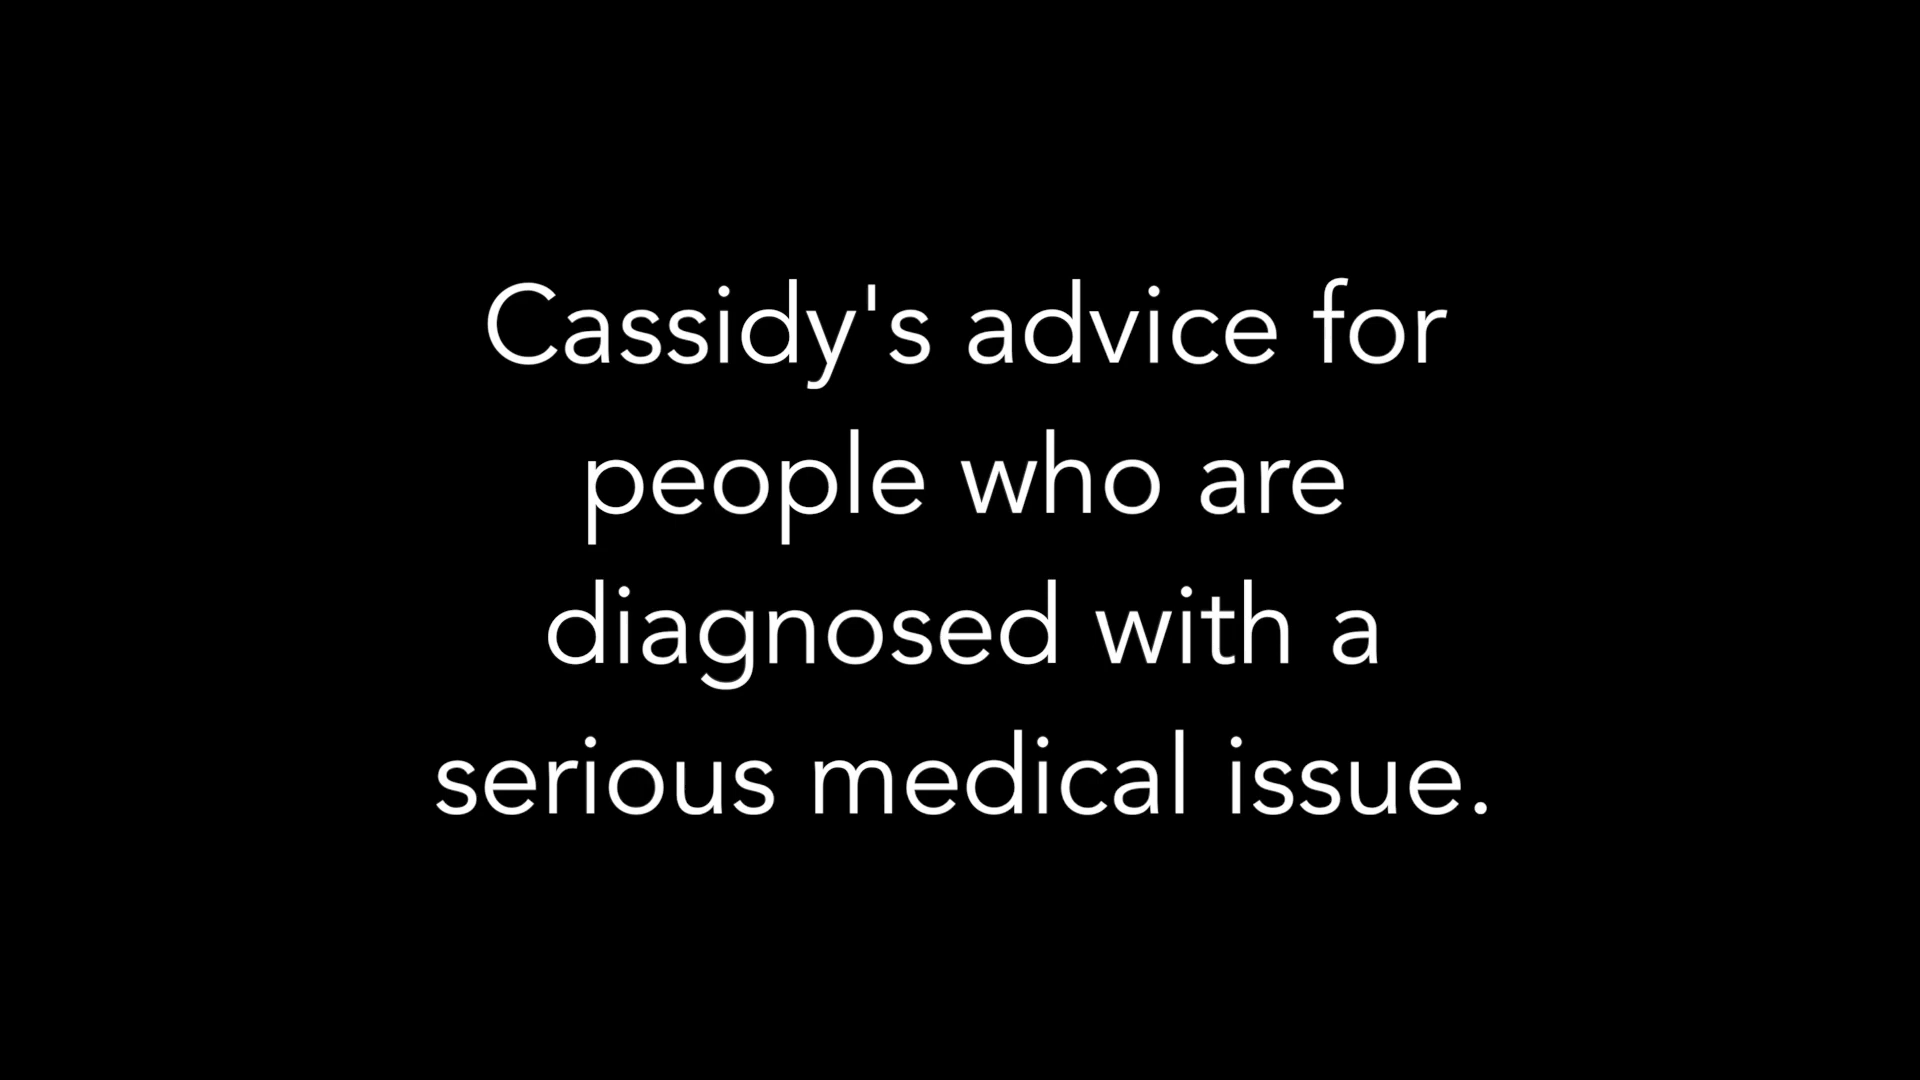 Cassidy's advice for
people who are
diagnosed with a
serious medical issue.